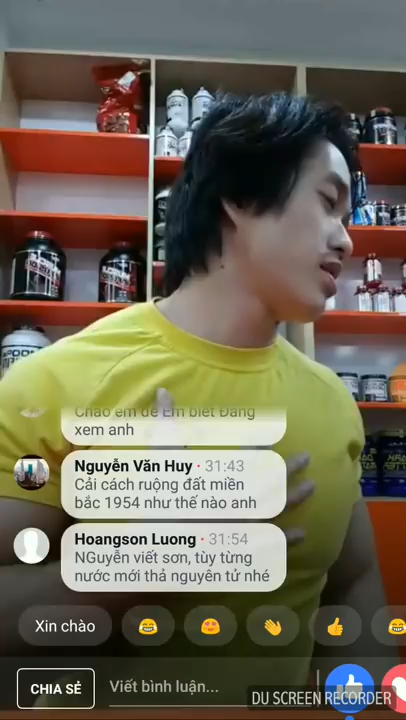 Chào em để Em biết Đang
xem anh
Nguyễn Văn Huy · 31:43
Cải cách ruộng đất miền
bắc 1954 như thế nào anh
Hoangson Luong · 31:54
NGuyễn viết sơn, tùy từng
nước mới thả nguyên tử nhé
Xin chào
CHIA SẺ
Viết bình luận...
DU SCREEN RECORDER